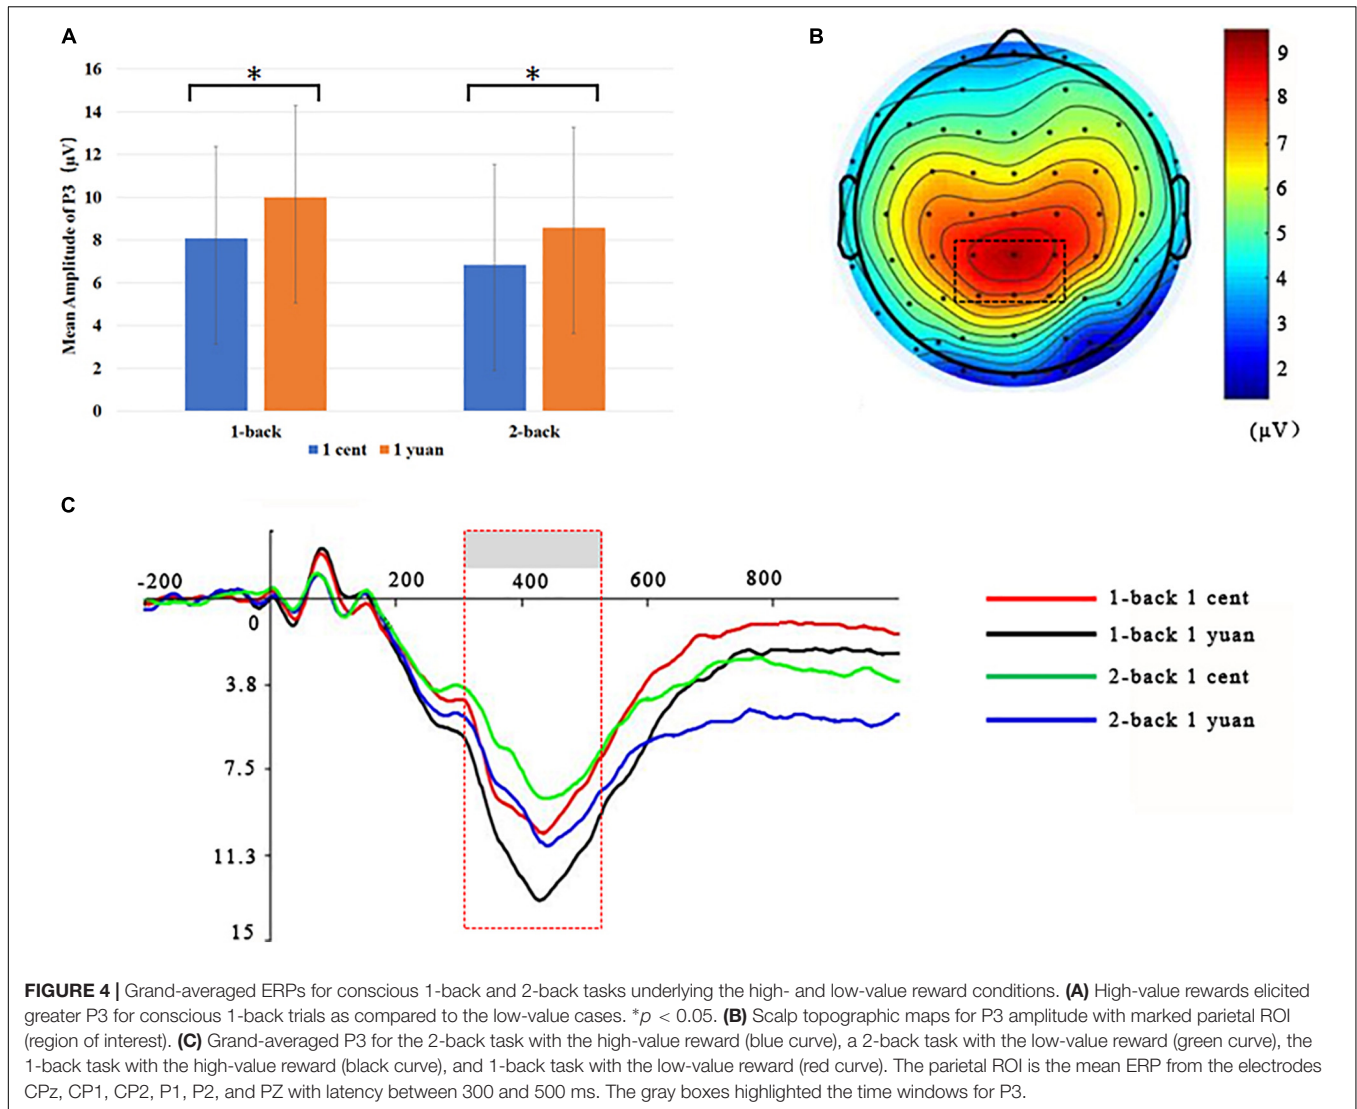 A
B
16
14
12
10
8
6
4
2
0
Mean Amplitude of P3 (μV)
*
*
1-back
2-back
1 cent
1 yuan
9
8
7
6
5
4
3
2
(μV)
C
-200
200
400
600
800
0
3.8
7.5
11.3
15
1-back 1 cent
1-back 1 yuan
2-back 1 cent
2-back 1 yuan
FIGURE 4 | Grand-averaged ERPs for conscious 1-back and 2-back tasks underlying the high- and low-value reward conditions. (A) High-value rewards elicited
greater P3 for conscious 1-back trials as compared to the low-value cases. *p < 0.05. (B) Scalp topographic maps for P3 amplitude with marked parietal ROI
(region of interest). (C) Grand-averaged P3 for the 2-back task with the high-value reward (blue curve), a 2-back task with the low-value reward (green curve), the
1-back task with the high-value reward (black curve), and 1-back task with the low-value reward (red curve). The parietal ROI is the mean ERP from the electrodes
CPz, CP1, CP2, P1, P2, and PZ with latency between 300 and 500 ms. The gray boxes highlighted the time windows for P3.